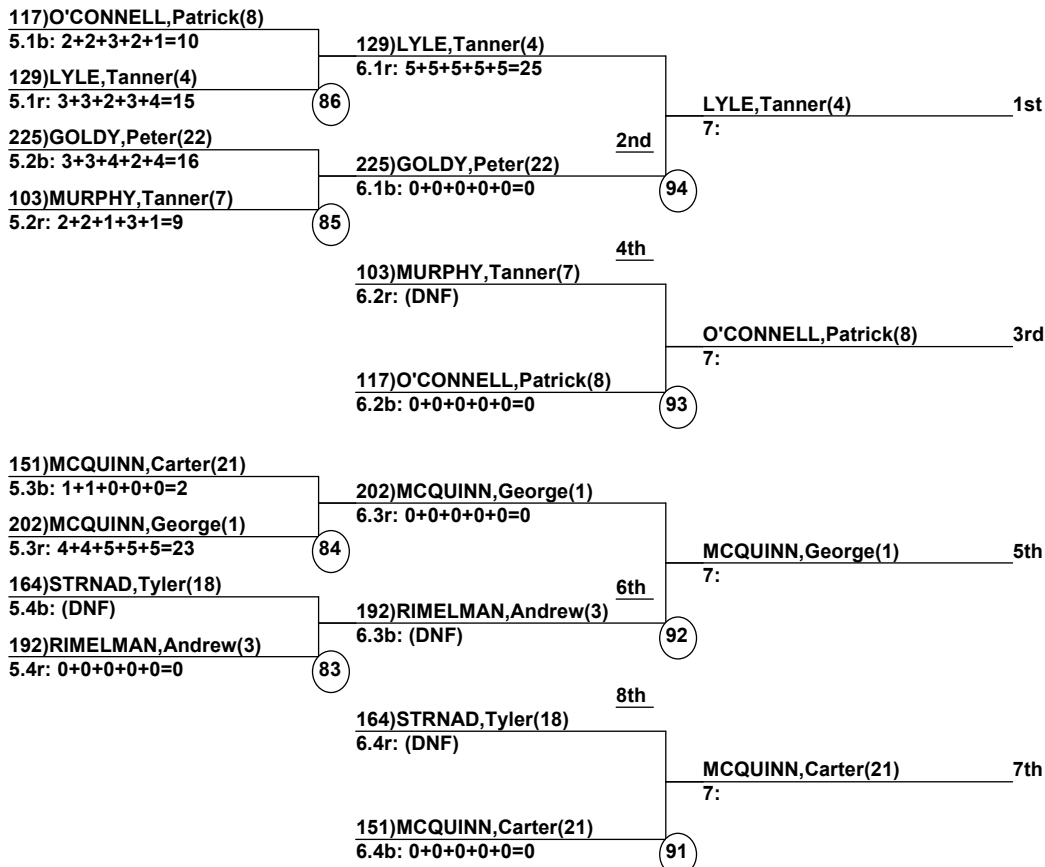 117)O'CONNELL,Patrick(8)
5.1b: 2+2+3+2+1=10
129)LYLE,Tanner(4)
5.1r: 3+3+2+3+4=15
86
225)GOLDY,Peter(22)
5.2b: 3+3+4+2+4=16
103)MURPHY,Tanner(7)
5.2r: 2+2+1+3+1=9
85
129)LYLE,Tanner(4)
6.1r: 5+5+5+5+5=25
2nd
225)GOLDY,Peter(22)
6.1b: 0+0+0+0+0=0
94
LYLE,Tanner(4) 1st
7:
4th
103)MURPHY,Tanner(7)
6.2r: (DNF)
117)O'CONNELL,Patrick(8)
6.2b: 0+0+0+0+0=0
93
O'CONNELL,Patrick(8) 3rd
7:
151)MCQUINN,Carter(21)
5.3b: 1+1+0+0+0=2
202)MCQUINN,George(1)
5.3r: 4+4+5+5+5=23
84
164)STRNAD,Tyler(18)
5.4b: (DNF)
192)RIMELMAN,Andrew(3)
5.4r: 0+0+0+0+0=0
83
202)MCQUINN,George(1)
6.3r: 0+0+0+0+0=0
6th
192)RIMELMAN,Andrew(3)
6.3b: (DNF)
92
MCQUINN,George(1) 5th
7:
8th
164)STRNAD,Tyler(18)
6.4r: (DNF)
151)MCQUINN,Carter(21)
6.4b: 0+0+0+0+0=0
91
MCQUINN,Carter(21) 7th
7: